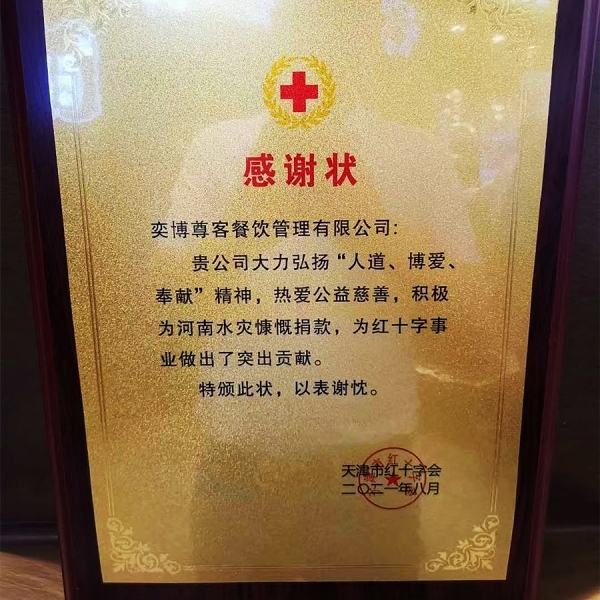 感谢状
奕博尊客餐饮管理有限公司:
贵公司大力弘扬“人道、博爱、
奉献”精神,热爱公益慈善,积极
为河南水灾慷慨捐款,为红十字事
业做出了突出贡献。
特颁此状,以表谢忱。
天津市红十字会
二〇二一年八月